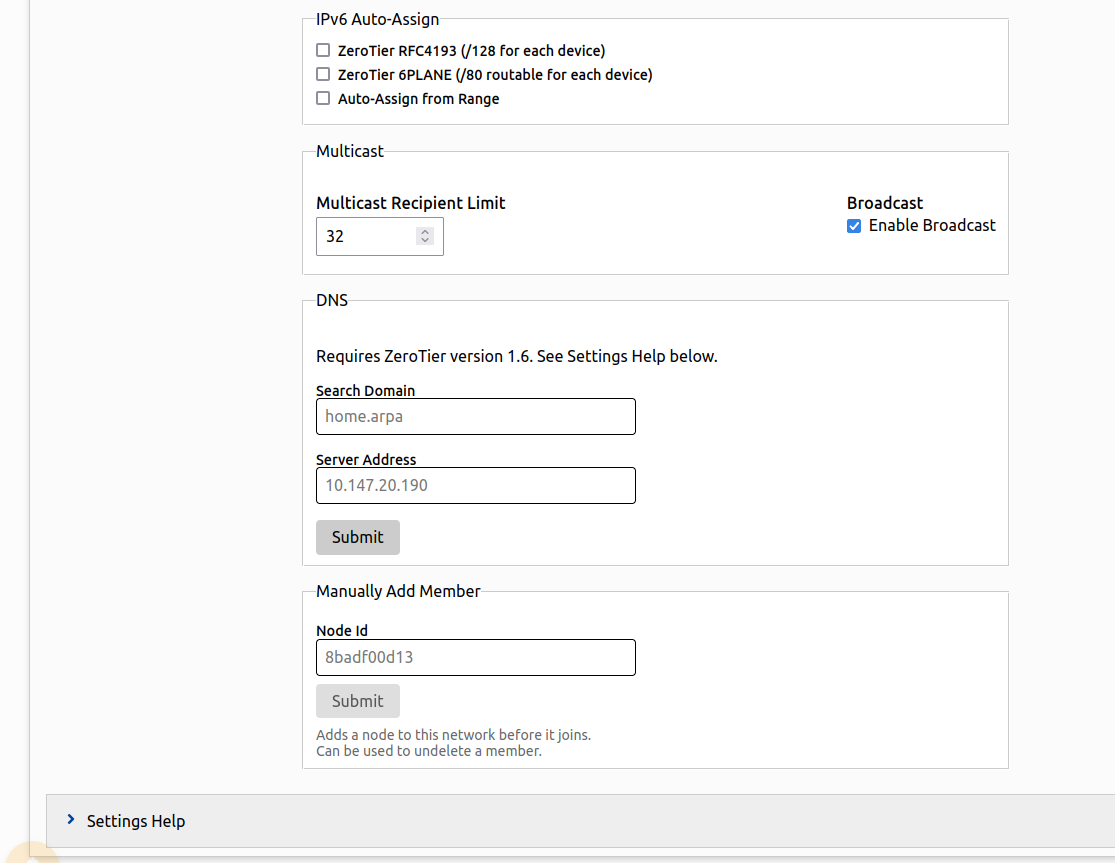 IPv6 Auto-Assign
ZeroTier RFC4193 (/128 for each device)
ZeroTier 6PLANE (/80 routable for each device)
Auto-Assign from Range
Multicast
Multicast Recipient Limit
32
Broadcast
Enable Broadcast
DNS
Requires ZeroTier version 1.6. See Settings Help below.
Search Domain
home.arpa
Server Address
10.147.20.190
Submit
Manually Add Member
Node Id
8badf00d13
Submit
Adds a node to this network before it joins.
Can be used to undelete a member.
Settings Help